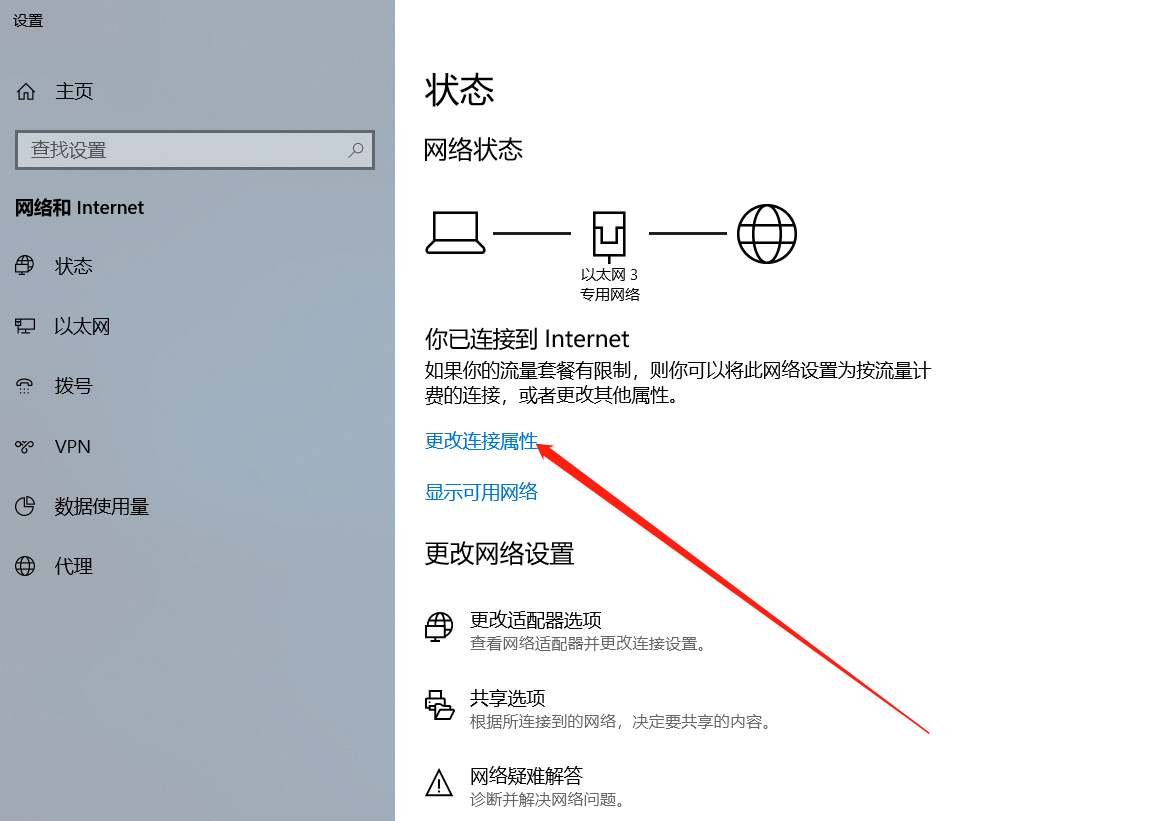 设置
主页
查找设置
网络和 Internet
状态
以太网
拨号
VPN
数据使用量
代理
状态
网络状态
以太网 3
专用网络
你已连接到 Internet
如果你的流量套餐有限制，则你可以将此网络设置为按流量计
费的连接，或者更改其他属性。
更改连接属性
显示可用网络
更改网络设置
更改适配器选项
查看网络适配器并更改连接设置。
共享选项
根据所连接到的网络，决定要共享的内容。
网络疑难解答
诊断并解决网络问题。